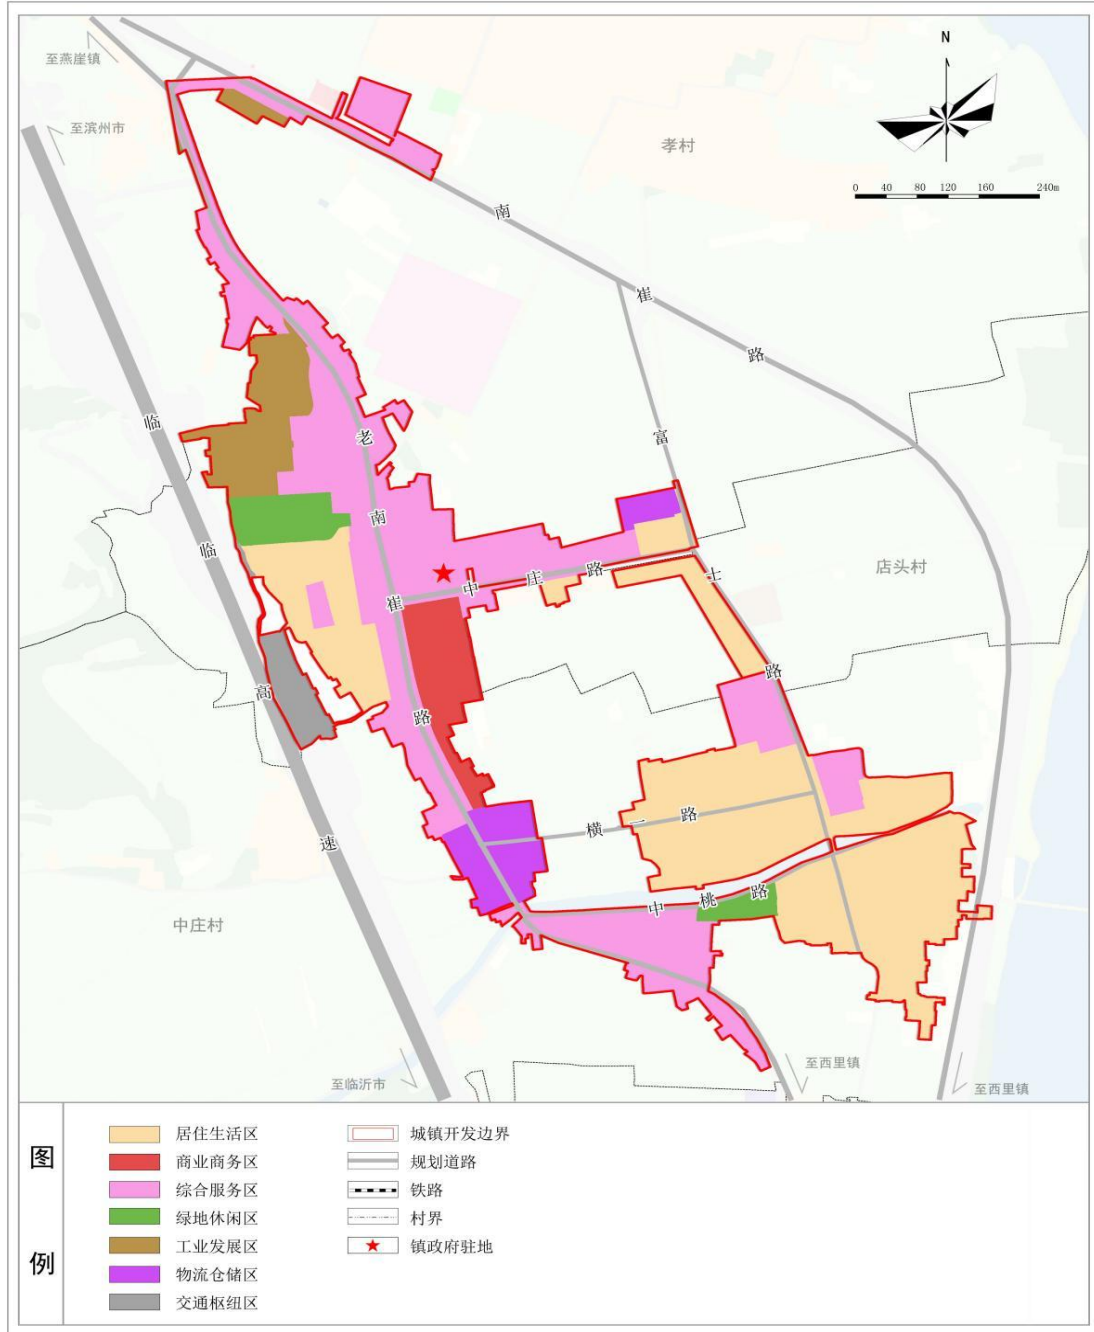 至燕崖镇
至滨州市
孝村
N
0 40 80 120 160 240m
南崔路
临临高速
老南崔路
富士路
中庄路
店头村
横一路
中桃路
中庄村
至临沂市
至西里镇
至西里镇
图例
居住生活区
商业商务区
综合服务区
绿地休闲区
工业发展区
物流仓储区
交通枢纽区
城镇开发边界
规划道路
铁路
村界
镇政府驻地